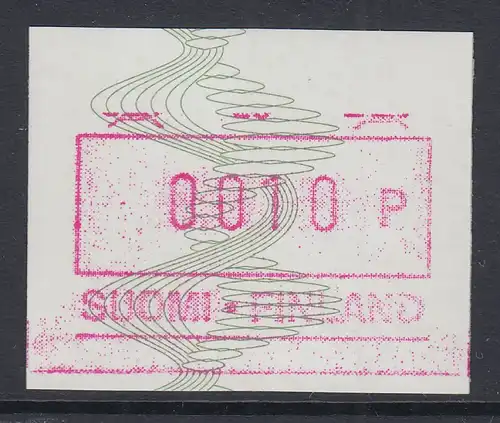 0010 P
SUOMI • FINLAND